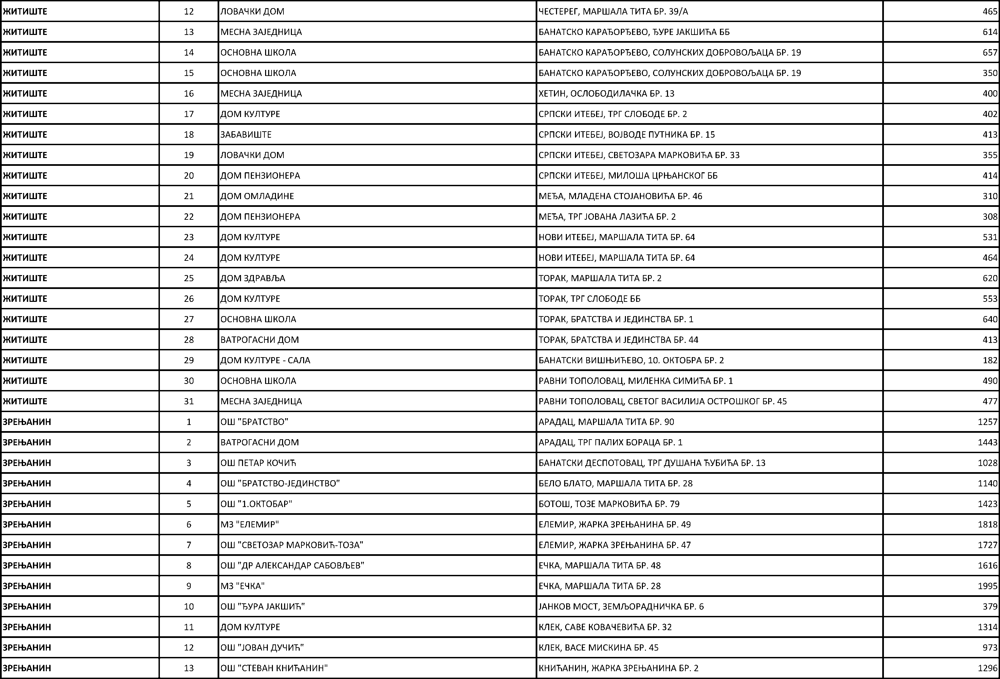 ЖИТИШТЕ 12 ЛОВАЧКИ ДОМ ЧЕСТЕРЕГ, МАРШАЛА ТИТА БР. 39/А 465
ЖИТИШТЕ 13 МЕСНА ЗАЈЕДНИЦА БАНАТСКО КАРАЂОРЂЕВО, ЂУРЕ ЈАКШИЋА ББ 614
ЖИТИШТЕ 14 ОСНОВНА ШКОЛА БАНАТСКО КАРАЂОРЂЕВО, СОЛУНСКИХ ДОБРОВОЉАЦА БР. 19 657
ЖИТИШТЕ 15 ОСНОВНА ШКОЛА БАНАТСКО КАРАЂОРЂЕВО, СОЛУНСКИХ ДОБРОВОЉАЦА БР. 19 350
ЖИТИШТЕ 16 МЕСНА ЗАЈЕДНИЦА ХЕТИН, ОСЛОБОДИЛАЧКА БР. 13 400
ЖИТИШТЕ 17 ДОМ КУЛТУРЕ СРПСКИ ИТЕБЕЈ, ТРГ СЛОБОДЕ БР. 2 402
ЖИТИШТЕ 18 ЗАБАВИШТЕ СРПСКИ ИТЕБЕЈ, ВОЈВОДЕ ПУТНИКА БР. 15 413
ЖИТИШТЕ 19 ЛОВАЧКИ ДОМ СРПСКИ ИТЕБЕЈ, СВЕТОЗАРА МАРКОВИЋА БР. 33 355
ЖИТИШТЕ 20 ДОМ ПЕНЗИОНЕРА СРПСКИ ИТЕБЕЈ, МИЛОША ЦРЊАНСКОГ ББ 414
ЖИТИШТЕ 21 ДОМ ОМЛАДИНЕ МЕЂА, МЛАДЕНА СТОЈАНОВИЋА БР. 46 310
ЖИТИШТЕ 22 ДОМ ПЕНЗИОНЕРА МЕЂА, ТРГ ЈОВАНА ЛАЗИЋА БР. 2 308
ЖИТИШТЕ 23 ДОМ КУЛТУРЕ НОВИ ИТЕБЕЈ, МАРШАЛА ТИТА БР. 64 531
ЖИТИШТЕ 24 ДОМ КУЛТУРЕ НОВИ ИТЕБЕЈ, МАРШАЛА ТИТА БР. 64 464
ЖИТИШТЕ 25 ДОМ ЗДРАВЉА ТОРАК, МАРШАЛА ТИТА БР. 2 620
ЖИТИШТЕ 26 ДОМ КУЛТУРЕ ТОРАК, ТРГ СЛОБОДЕ ББ 553
ЖИТИШТЕ 27 ОСНОВНА ШКОЛА ТОРАК, БРАТСТВА И ЈЕДИНСТВА БР. 1 640
ЖИТИШТЕ 28 ВАТРОГАСНИ ДОМ ТОРАК, БРАТСТВА И ЈЕДИНСТВА БР. 44 413
ЖИТИШТЕ 29 ДОМ КУЛТУРЕ - САЛА БАНАТСКИ ВИШЊИЋЕВО, 10. ОКТОБРА БР. 2 182
ЖИТИШТЕ 30 ОСНОВНА ШКОЛА РАВНИ ТОПОЛОВАЦ, МИЛЕНКА СИМИЋА БР. 1 490
ЖИТИШТЕ 31 МЕСНА ЗАЈЕДНИЦА РАВНИ ТОПОЛОВАЦ, СВЕТОГ ВАСИЛИЈА ОСТРОШКОГ БР. 45 477
ЗРЕЊАНИН 1 ОШ "БРАТСТВО" АРАДАЦ, МАРШАЛА ТИТА БР. 90 1257
ЗРЕЊАНИН 2 ВАТРОГАСНИ ДОМ АРАДАЦ, ТРГ ПАЛИХ БОРАЦА БР. 1 1443
ЗРЕЊАНИН 3 ОШ ПЕТАР КОЧИЋ БАНАТСКИ ДЕСПОТОВАЦ, ТРГ ДУШАНА ЋУБИЋА БР. 13 1028
ЗРЕЊАНИН 4 ОШ "БРАТСТВО-ЈЕДИНСТВО" БЕЛО БЛАТО, МАРШАЛА ТИТА БР. 28 1140
ЗРЕЊАНИН 5 ОШ "1.ОКТОБАР" БОТОШ, ТОЗЕ МАРКОВИЋА БР. 79 1423
ЗРЕЊАНИН 6 МЗ "ЕЛЕМИР" ЕЛЕМИР, ЖАРКА ЗРЕЊАНИНА БР. 49 1818
ЗРЕЊАНИН 7 ОШ "СВЕТОЗАР МАРКОВИЋ-ТОЗА" ЕЛЕМИР, ЖАРКА ЗРЕЊАНИНА БР. 47 1727
ЗРЕЊАНИН 8 ОШ "ДР АЛЕКСАНДАР САБОВЉЕВ" ЕЧКА, МАРШАЛА ТИТА БР. 48 1616
ЗРЕЊАНИН 9 МЗ "ЕЧКА" ЕЧКА, МАРШАЛА ТИТА БР. 28 1995
ЗРЕЊАНИН 10 ОШ "ЂУРА ЈАКШИЋ" ЈАНКОВ МОСТ, ЗЕМЉОРАДНИЧКА БР. 6 379
ЗРЕЊАНИН 11 ДОМ КУЛТУРЕ КЛЕК, САВЕ КОВАЧЕВИЋА БР. 32 1314
ЗРЕЊАНИН 12 ОШ "ЈОВАН ДУЧИЋ" КЛЕК, ВАСЕ МИСКИНА БР. 45 973
ЗРЕЊАНИН 13 ОШ "СТЕВАН КНИЋАНИН" КНИЋАНИН, ЖАРКА ЗРЕЊАНИНА БР. 2 1296